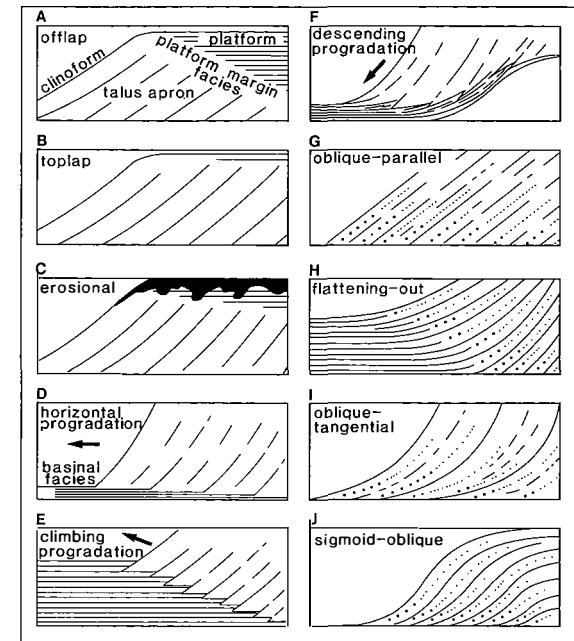 A
offlap
platform
clinoform
platform margin
facies
talus apron
B
toplap
C
erosional
D
horizontal
progradation
basinal
facies
E
climbing
progradation
F
descending
progradation
G
oblique-parallel
H
flattening-out
I
oblique-
tangential
J
sigmoid-oblique